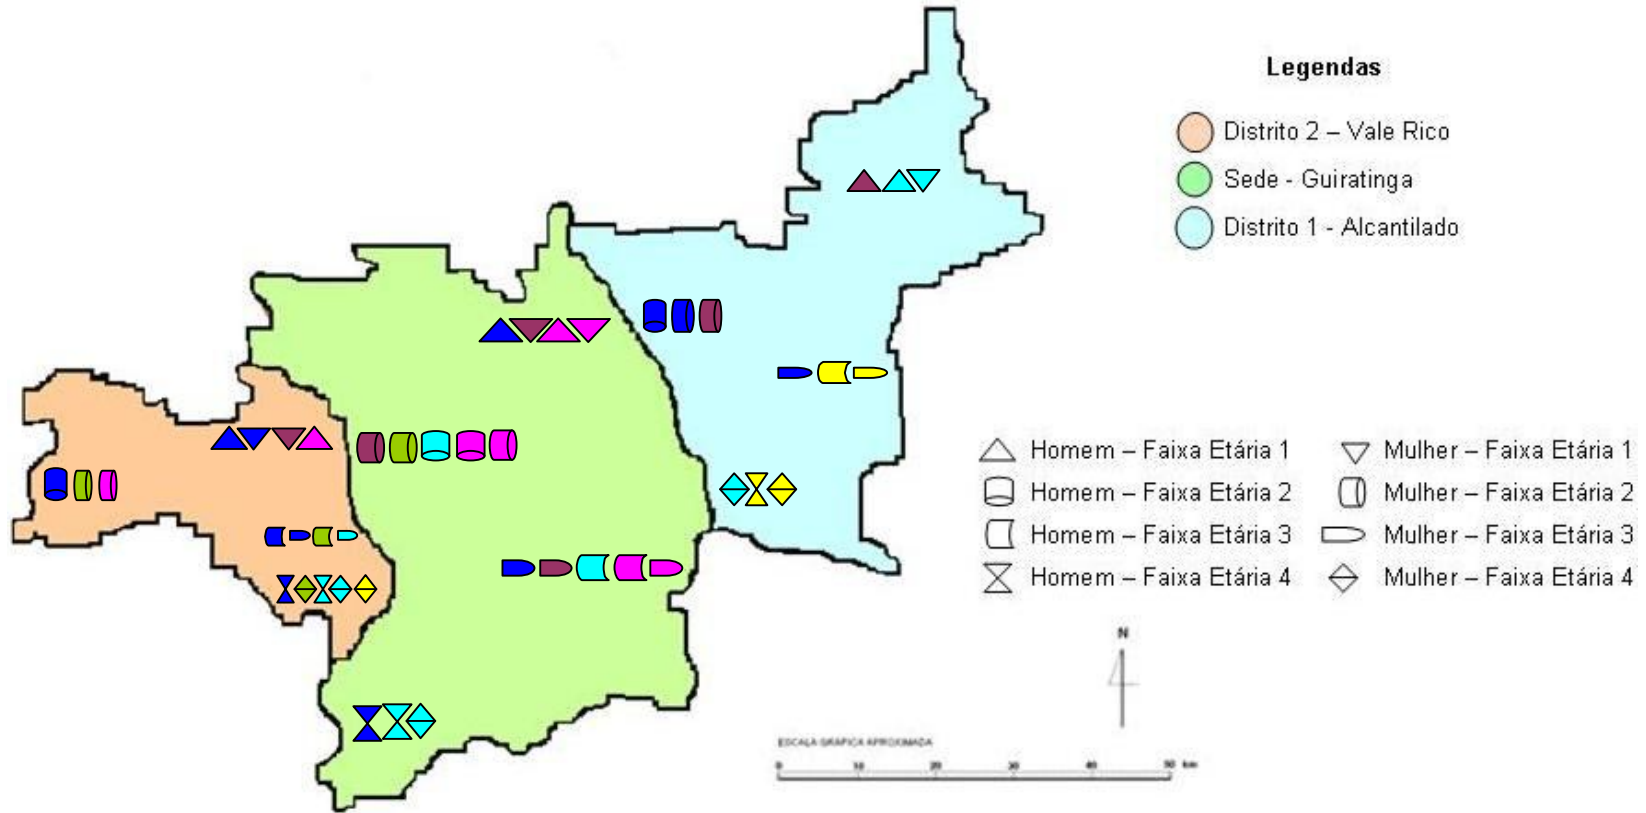 Legendas
Distrito 2 – Vale Rico
Sede - Guiratinga
Distrito 1 - Alcantilado
Homem – Faixa Etária 1
Mulher – Faixa Etária 1
Homem – Faixa Etária 2
Mulher – Faixa Etária 2
Homem – Faixa Etária 3
Mulher – Faixa Etária 3
Homem – Faixa Etária 4
Mulher – Faixa Etária 4
N
ESCALA GRÁFICA APROXIMADA
0 10 20 30 40 50 km